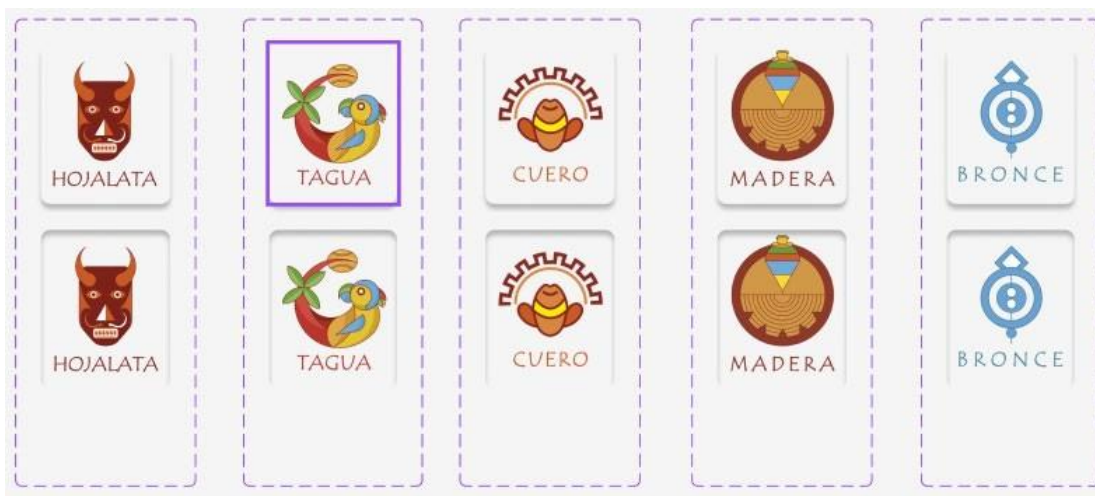 HOJALATA
TAGUA
CUERO
MADERA
BRONCE
HOJALATA
TAGUA
CUERO
MADERA
BRONCE